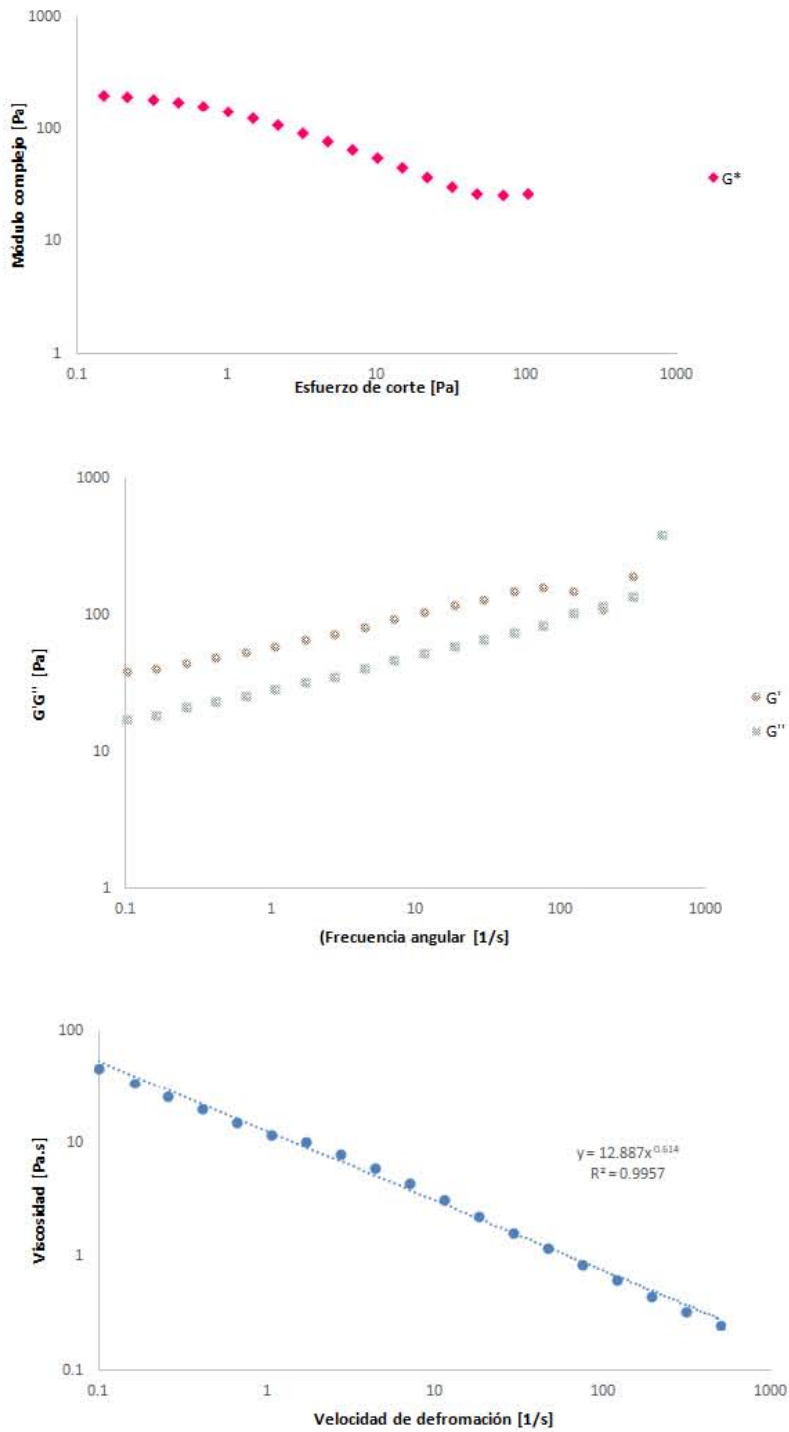 1000
100
10
1
0.1
1
10
100
1000
Módulo complejo [Pa]
Esfuerzo de corte [Pa]
G*
1000
100
10
1
0.1
1
10
100
1000
G'G'' [Pa]
(Frecuencia angular [1/s]
G'
G''
100
10
1
0.1
0.1
1
10
100
1000
Viscosidad [Pa.s]
Velocidad de defromación [1/s]
y = 12.887x^0.614
R² = 0.9957